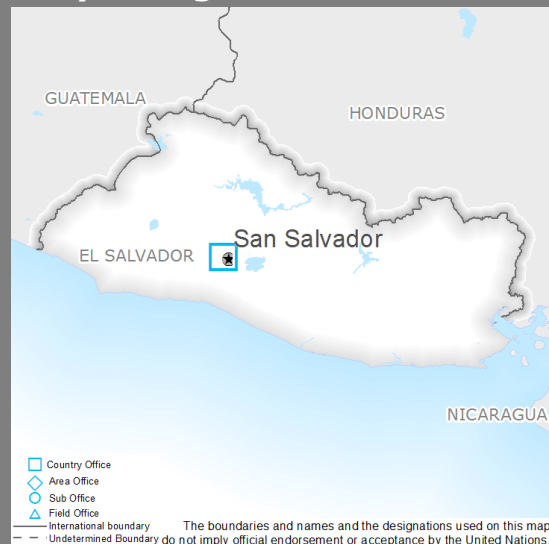 GUATEMALA
HONDURAS
San Salvador
EL SALVADOR
NICARAGUA
Country Office
Area Office
Sub Office
Field Office
International boundary
Undetermined Boundary
The boundaries and names and the designations used on this map
do not imply official endorsement or acceptance by the United Nations.